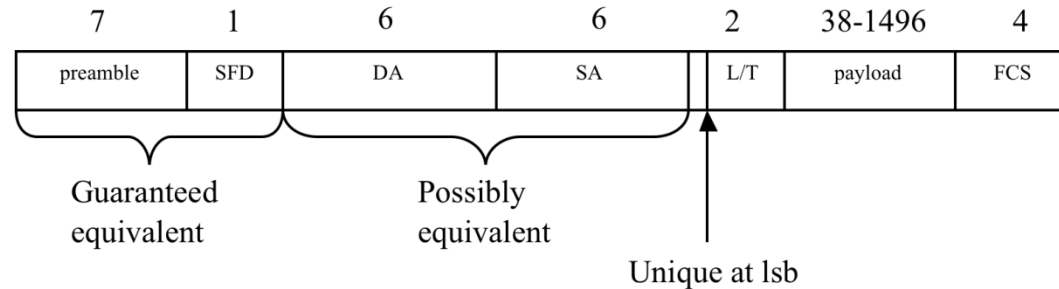 7 1 6 6 2 38-1496 4
preamble SFD DA SA L/T payload FCS
Guaranteed
equivalent
Possibly
equivalent
Unique at lsb